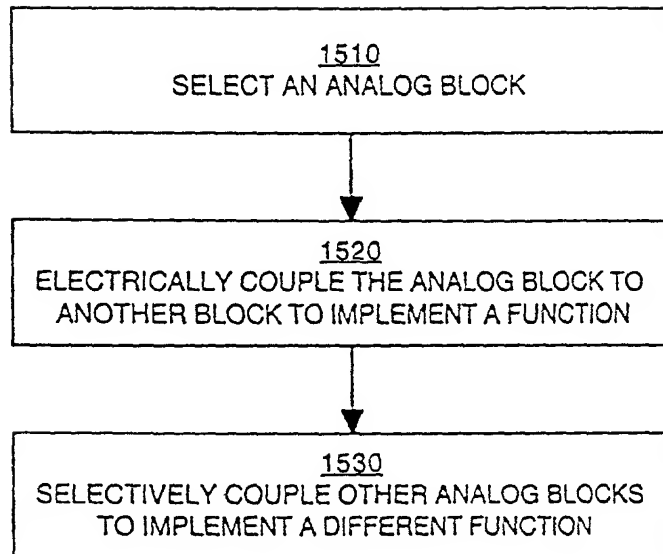 1510
SELECT AN ANALOG BLOCK
1520
ELECTRICALLY COUPLE THE ANALOG BLOCK TO
ANOTHER BLOCK TO IMPLEMENT A FUNCTION
1530
SELECTIVELY COUPLE OTHER ANALOG BLOCKS
TO IMPLEMENT A DIFFERENT FUNCTION